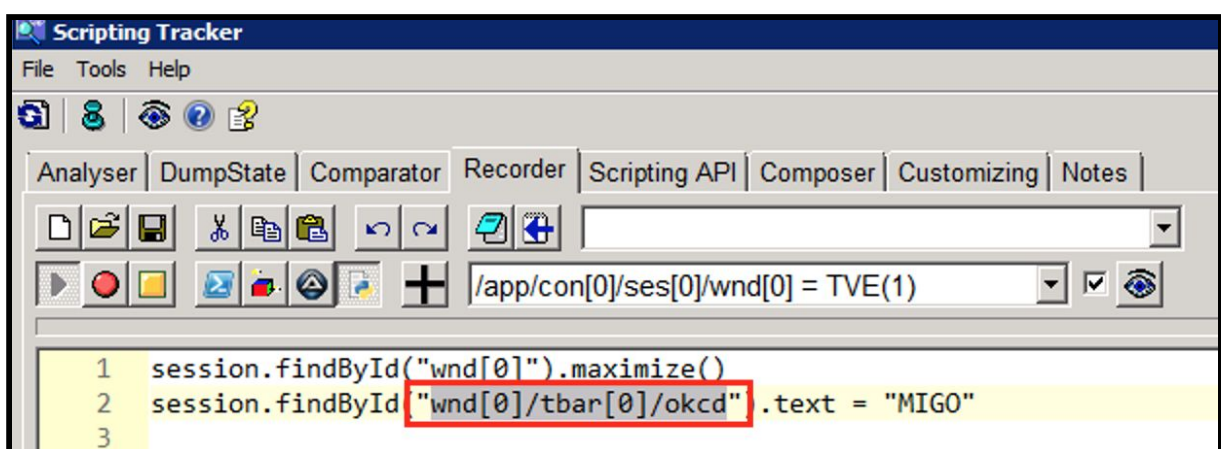 Scripting Tracker
File Tools Help
Analyser DumpState Comparator Recorder Scripting API Composer Customizing Notes
/app/con[0]/ses[0]/wnd[0] = TVE(1)
1 session.findById("wnd[0]").maximize()
2 session.findById("wnd[0]/tbar[0]/okcd").text = "MIGO"
3